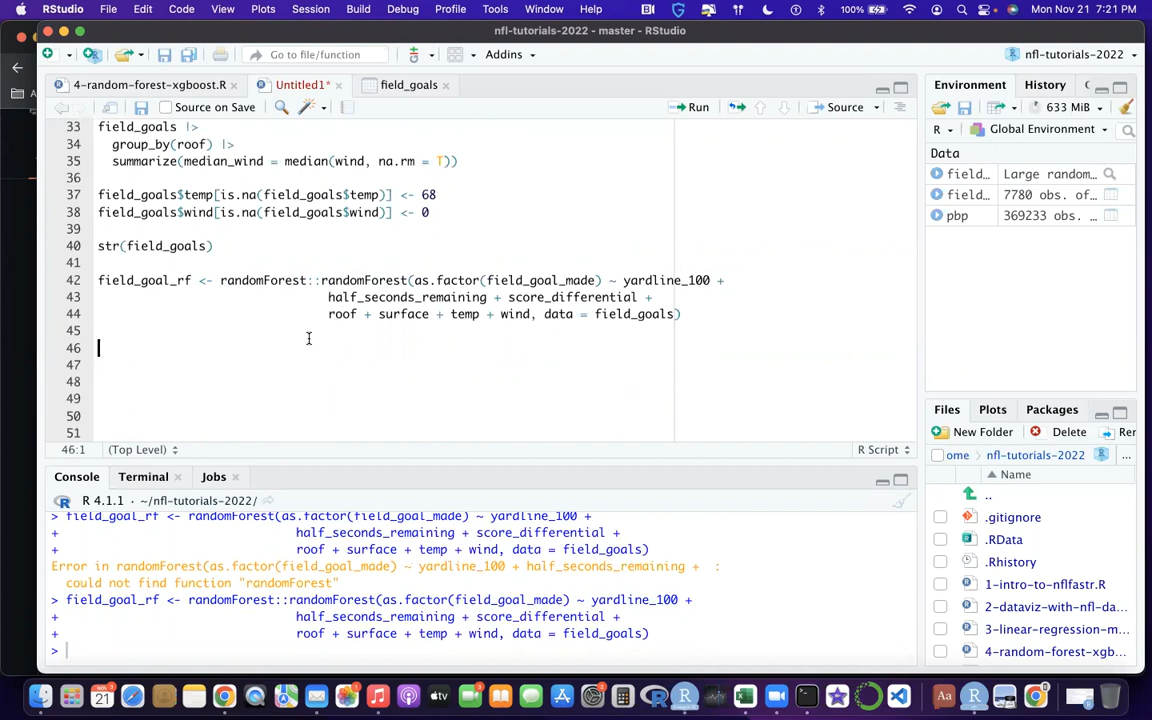 RStudio File Edit Code View Plots Session Build Debug Profile Tools Window Help 100% Mon Nov 21 7:21 PM
nfl-tutorials-2022 - master - RStudio
Go to file/function Addins nfl-tutorials-2022
4-random-forest-xgboost.R Untitled1* field_goals
Source on Save Run Source
33 field_goals |>
34 group_by(roof) |>
35 summarize(median_wind = median(wind, na.rm = T))
36
37 field_goals$temp[is.na(field_goals$temp)] <- 68
38 field_goals$wind[is.na(field_goals$wind)] <- 0
39
40 str(field_goals)
41
42 field_goal_rf <- randomForest::randomForest(as.factor(field_goal_made) ~ yardline_100 +
43 half_seconds_remaining + score_differential +
44 roof + surface + temp + wind, data = field_goals)
45
46
47
48
49
50
51
46:1 (Top Level) R Script
Console Terminal Jobs
R 4.1.1 · ~/nfl-tutorials-2022/
> field_goal_rf <- randomForest(as.factor(field_goal_made) ~ yardline_100 +
+ half_seconds_remaining + score_differential +
+ roof + surface + temp + wind, data = field_goals)
Error in randomForest(as.factor(field_goal_made) ~ yardline_100 + half_seconds_remaining + :
could not find function "randomForest"
> field_goal_rf <- randomForest::randomForest(as.factor(field_goal_made) ~ yardline_100 +
+ half_seconds_remaining + score_differential +
+ roof + surface + temp + wind, data = field_goals)
>
Environment History
633 MiB
R Global Environment
Data
field… Large random…
field… 7780 obs. of…
pbp 369233 obs. …
Files Plots Packages
New Folder Delete Rer
ome nfl-tutorials-2022 ...
Name
..
.gitignore
.RData
.Rhistory
1-intro-to-nflfastr.R
2-dataviz-with-nfl-da...
3-linear-regression-m...
4-random-forest-xgb...